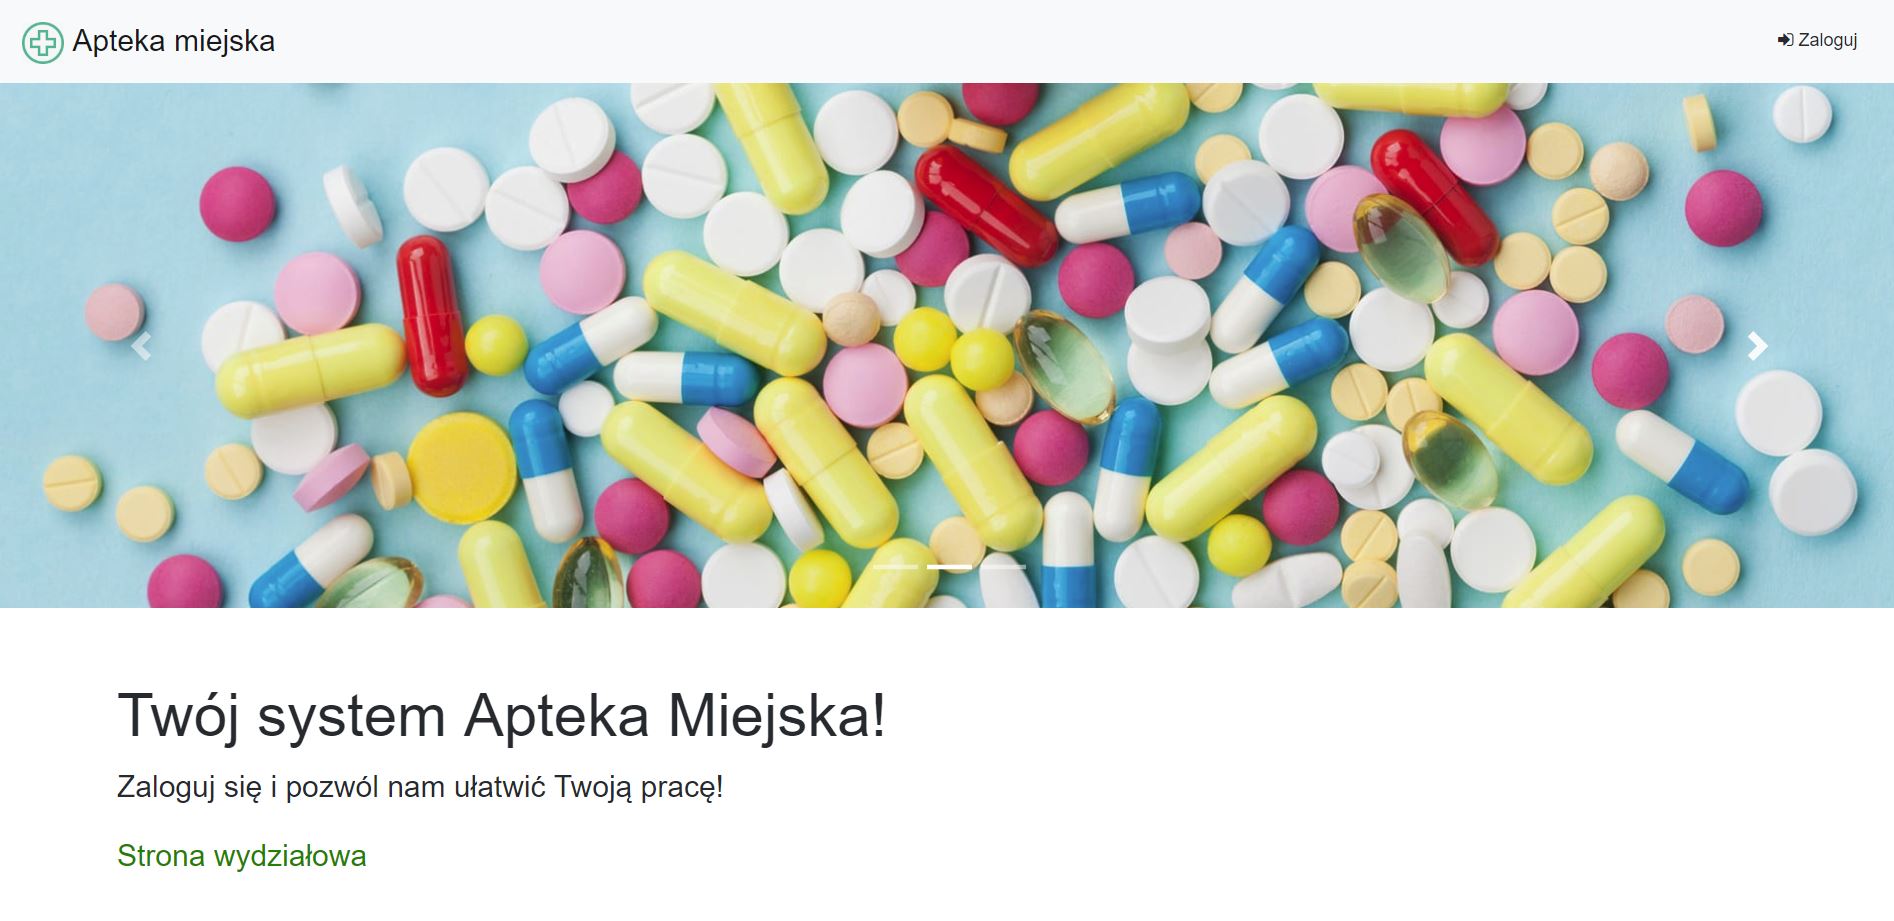 Apteka miejska
Zaloguj
Twój system Apteka Miejska!
Zaloguj się i pozwól nam ułatwić Twoją pracę!
Strona wydziałowa